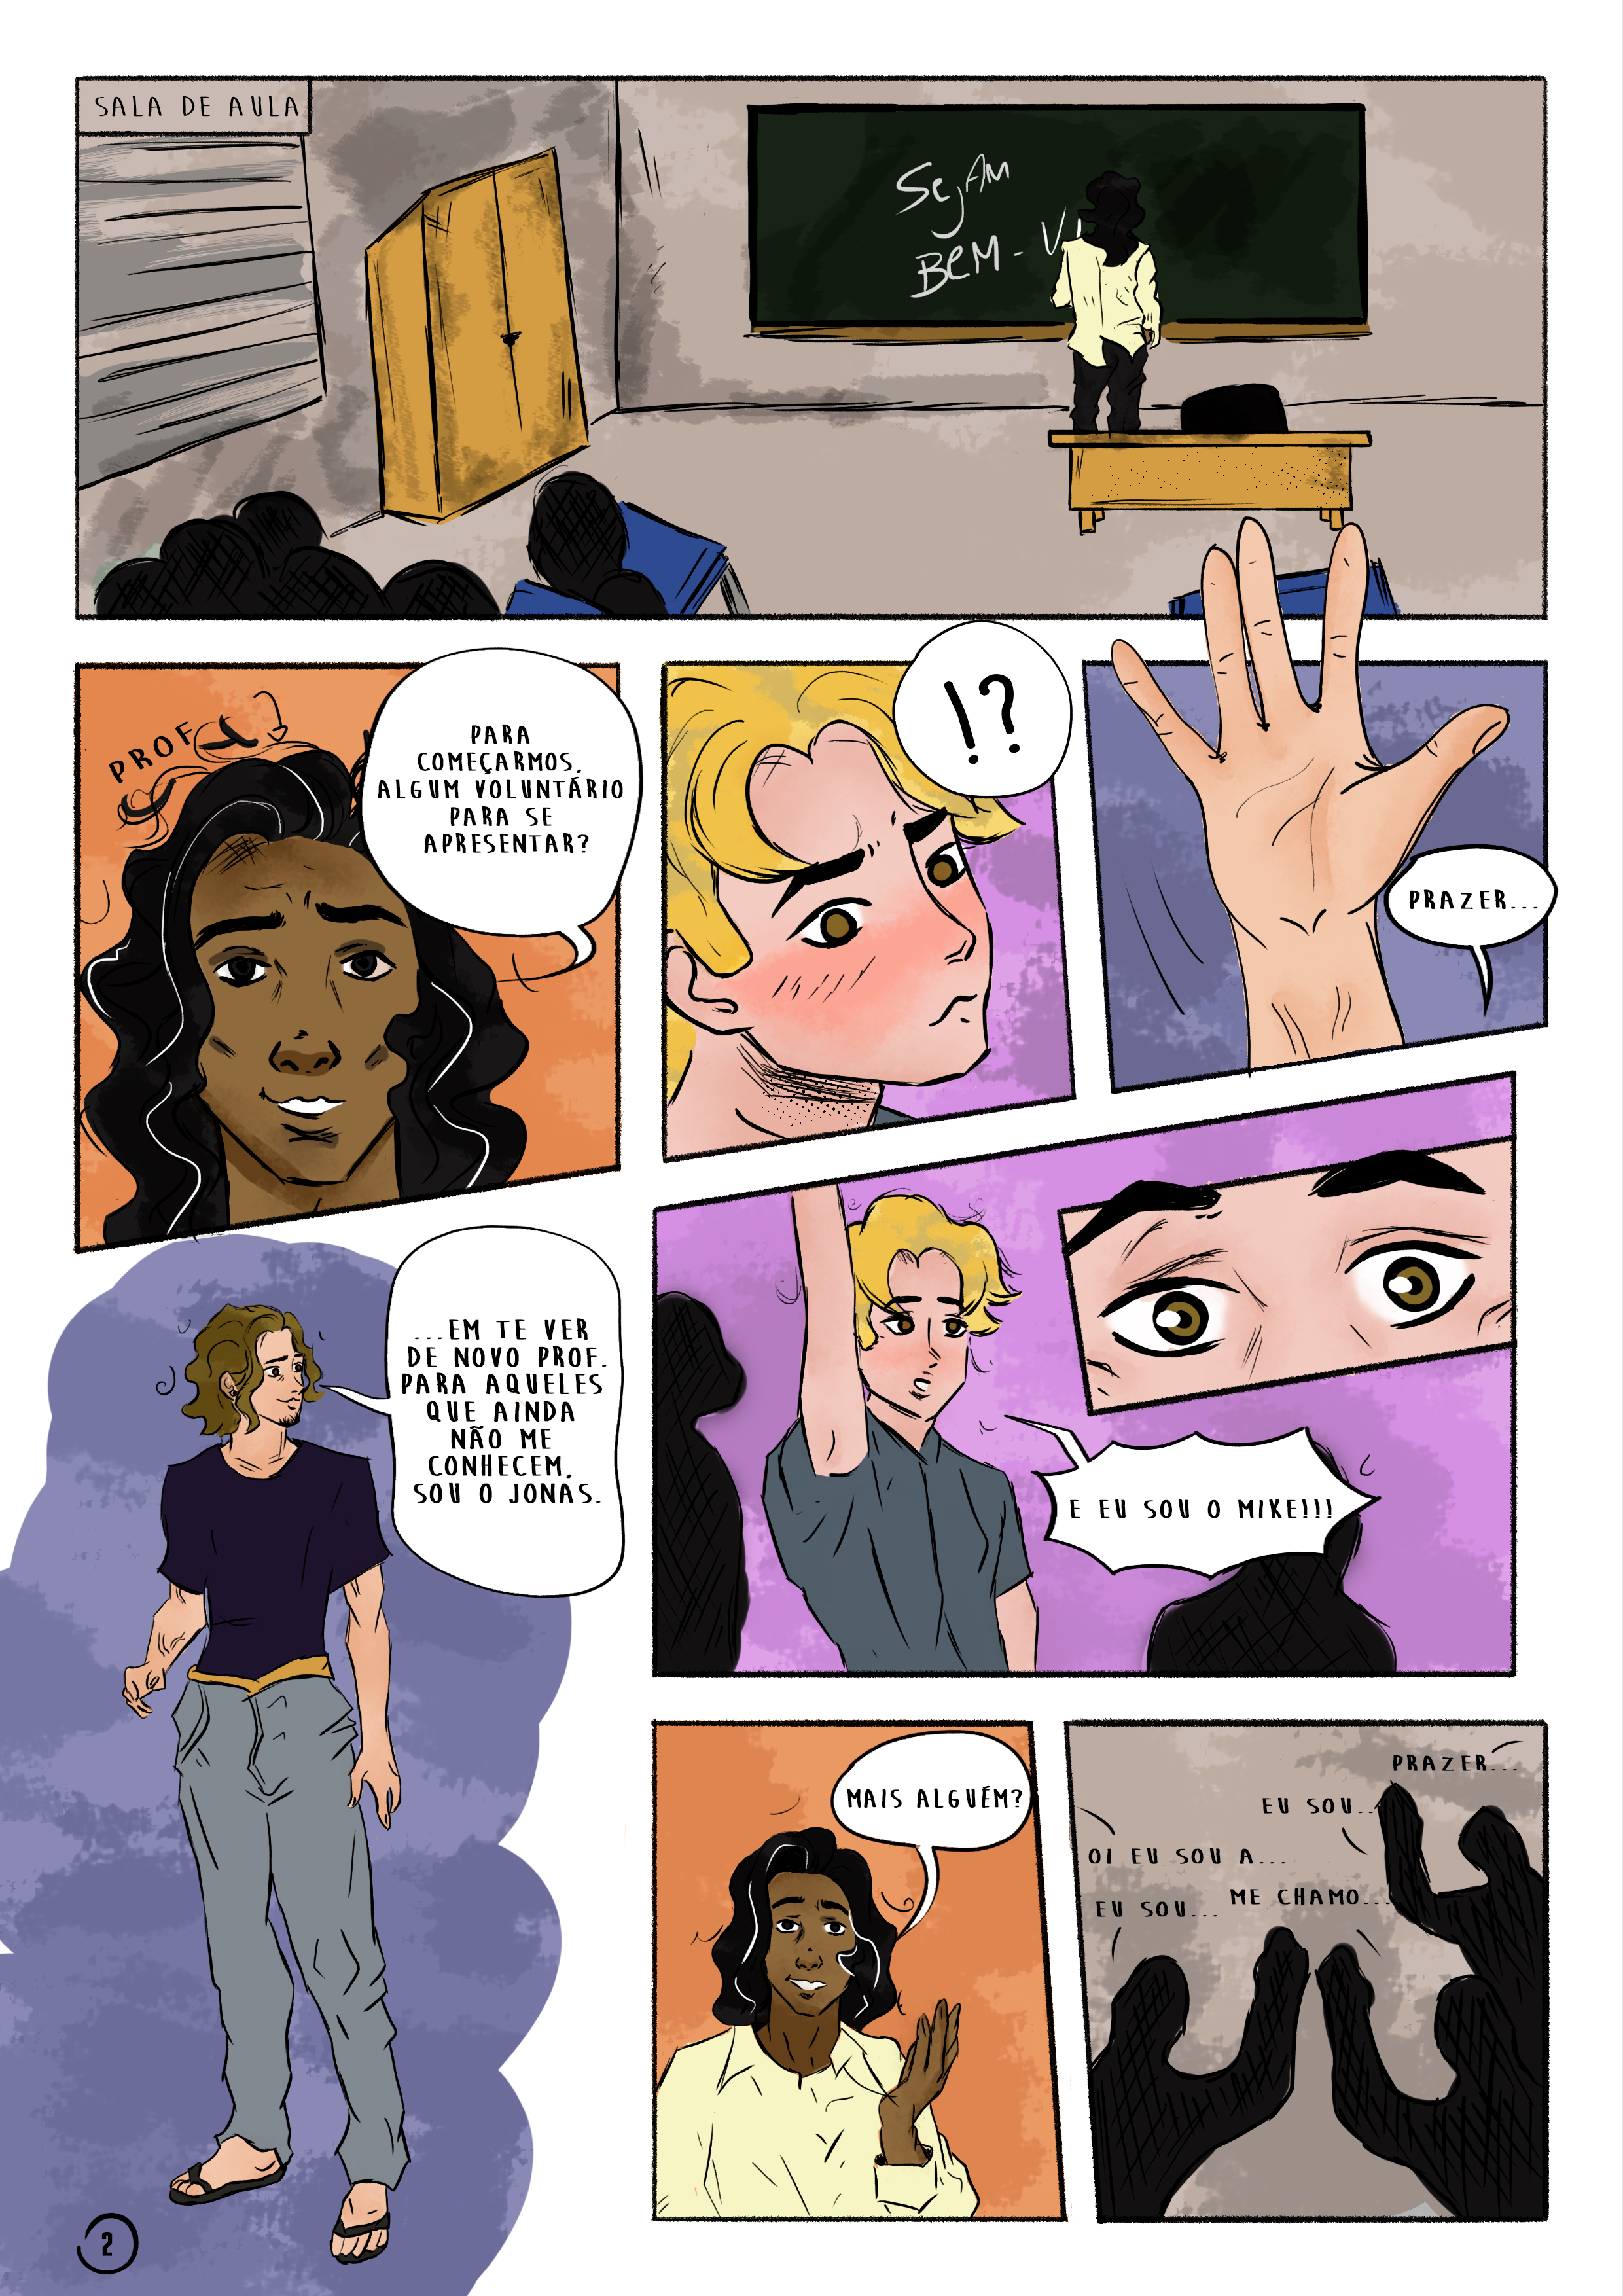 SALA DE AULA
SejAM
BEM-VI
PROF
PARA
COMEÇARMOS,
ALGUM VOLUNTÁRIO
PARA SE
APRESENTAR?
!?
PRAZER...
...EM TE VER
DE NOVO PROF.
PARA AQUELES
QUE AINDA
NÃO ME
CONHECEM,
SOU O JONAS.
E EU SOU O MIKE!!!
MAIS ALGUÉM?
PRAZER...
EU SOU...
OI EU SOU A...
ME CHAMO...
EU SOU...
2